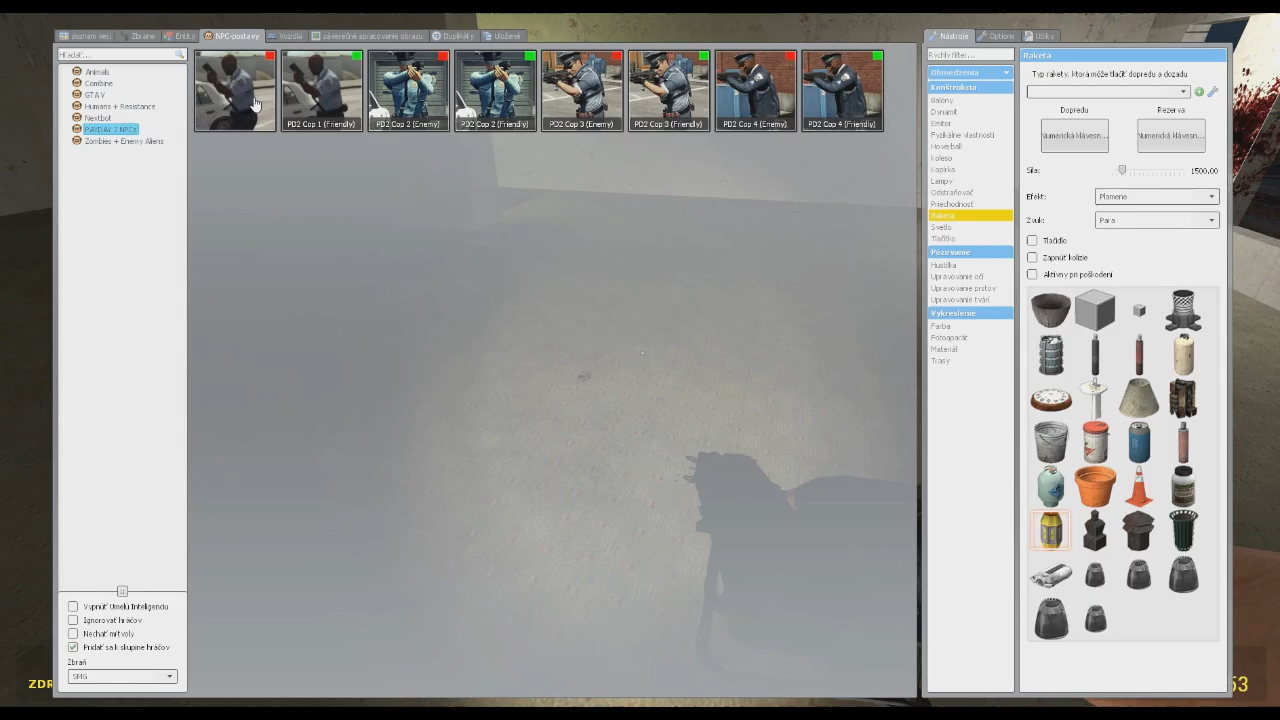 zoznam vecí Zbrane Entity NPC-postavy Vozidlá záverečné spracovanie obrazu Duplikáty Uložené
Hľadať...
Animals
Combine
GTA V
Humans + Resistance
Nextbot
PAYDAY 2 NPCs
Zombies + Enemy Aliens
PD2 Cop 1 (Friendly) PD2 Cop 2 (Enemy) PD2 Cop 2 (Friendly) PD2 Cop 3 (Enemy) PD2 Cop 3 (Friendly) PD2 Cop 4 (Enemy) PD2 Cop 4 (Friendly)
Vypnúť Umelú Inteligenciu
Ignorovať hráčov
Nechať mŕtvoly
Pridať sa k skupine hráčov
Zbraň
SMG
ZDR
Nástroje Options Utility
Rýchly filter...
Obmedzenia
Konštrukcia
Balóny
Dynamit
Emitor
Fyzikálne vlastnosti
Hoverball
Koleso
Kopírka
Lampy
Odstraňovač
Priechodnosť
Raketa
Svetlo
Tlačítko
Pózovanie
Hustilka
Upravovanie očí
Upravovanie prstov
Upravovanie tvárí
Vykreslenie
Farba
Fotoaparát
Materiál
Trasy
Raketa
Typ rakety, ktorá môže tlačiť dopredu a dozadu
Dopredu Rezerva
Numerická klávesn... Numerická klávesn...
Sila: 1500,00
Efekt: Plamene
Zvuk: Para
Tlačidlo
Zapnúť kolízie
Aktívny pri poškodení
53